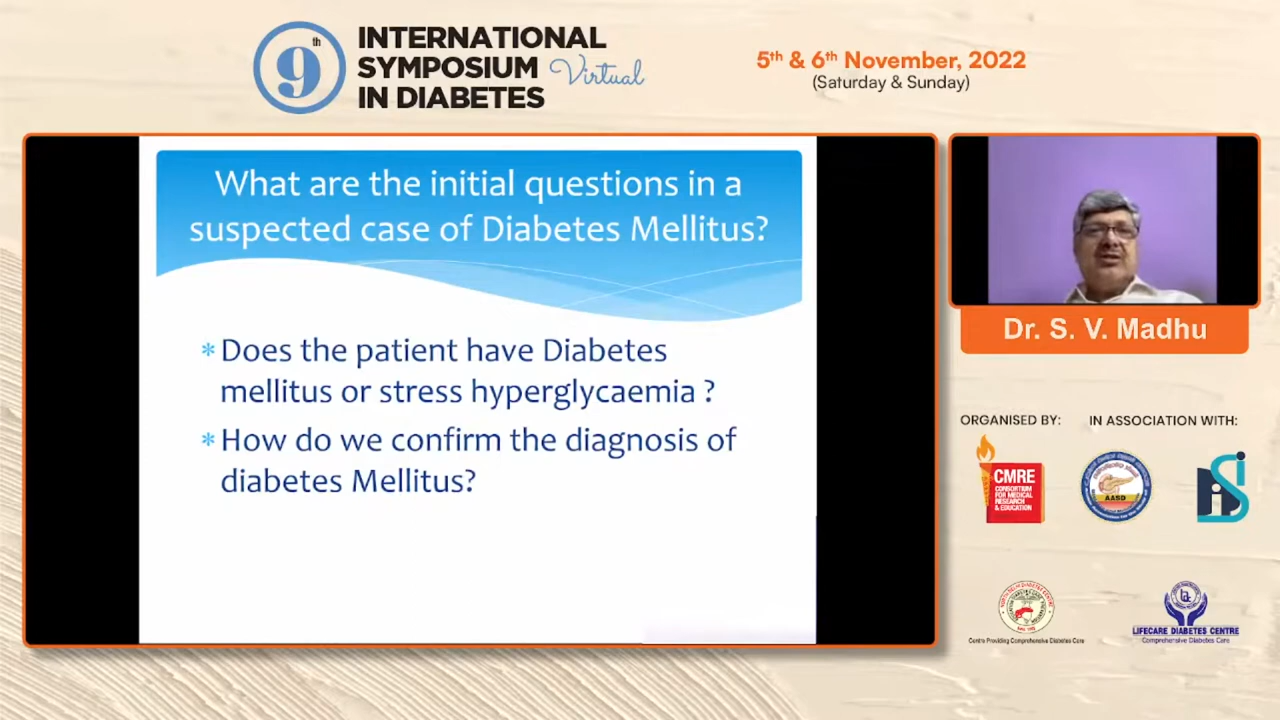 9th
INTERNATIONAL
SYMPOSIUM Virtual
IN DIABETES
5th & 6th November, 2022
(Saturday & Sunday)
What are the initial questions in a
suspected case of Diabetes Mellitus?
* Does the patient have Diabetes
mellitus or stress hyperglycaemia ?
* How do we confirm the diagnosis of
diabetes Mellitus?
Dr. S. V. Madhu
ORGANISED BY:
IN ASSOCIATION WITH:
CMRE
CONSORTIUM
FOR MEDICAL
RESEARCH
& EDUCATION
AASD
Centre Providing Comprehensive Diabetes Care
LIFECARE DIABETES CENTRE
Comprehensive Diabetes Care